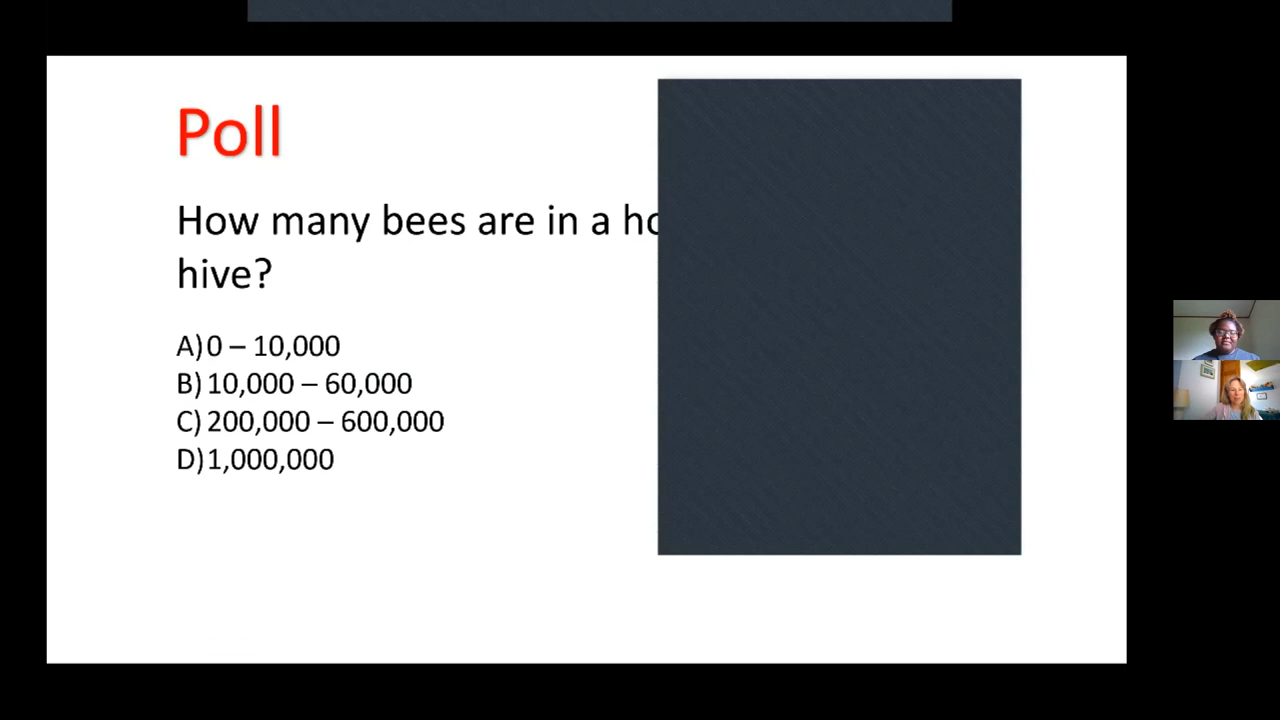 Poll
How many bees are in a ho
hive?
A) 0 – 10,000
B) 10,000 – 60,000
C) 200,000 – 600,000
D) 1,000,000